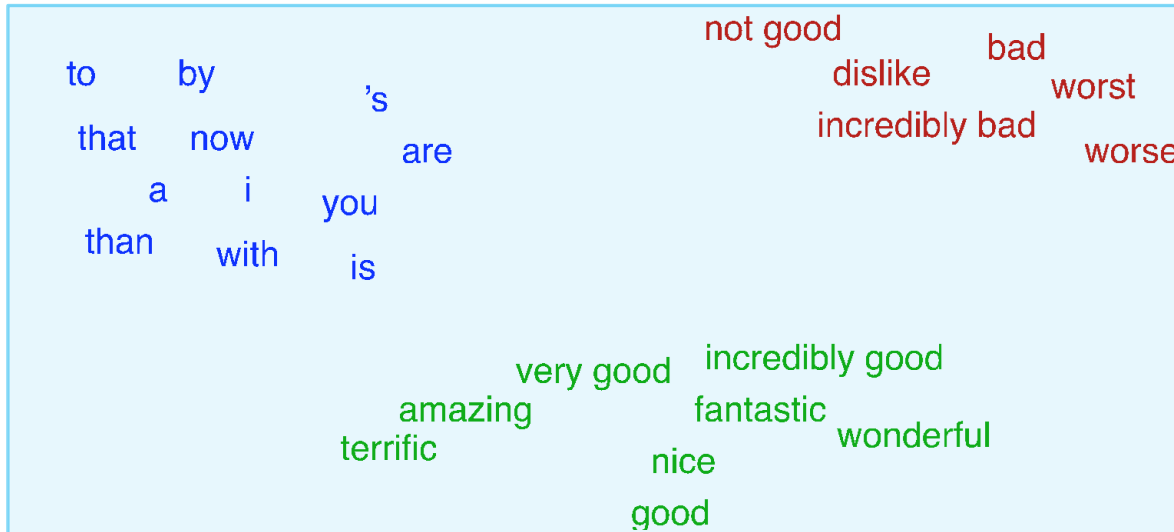 not good
bad
to by
dislike
worst
’s
incredibly bad
that now
are
worse
a i
you
than with
is
very good
incredibly good
amazing
fantastic
wonderful
terrific
nice
good